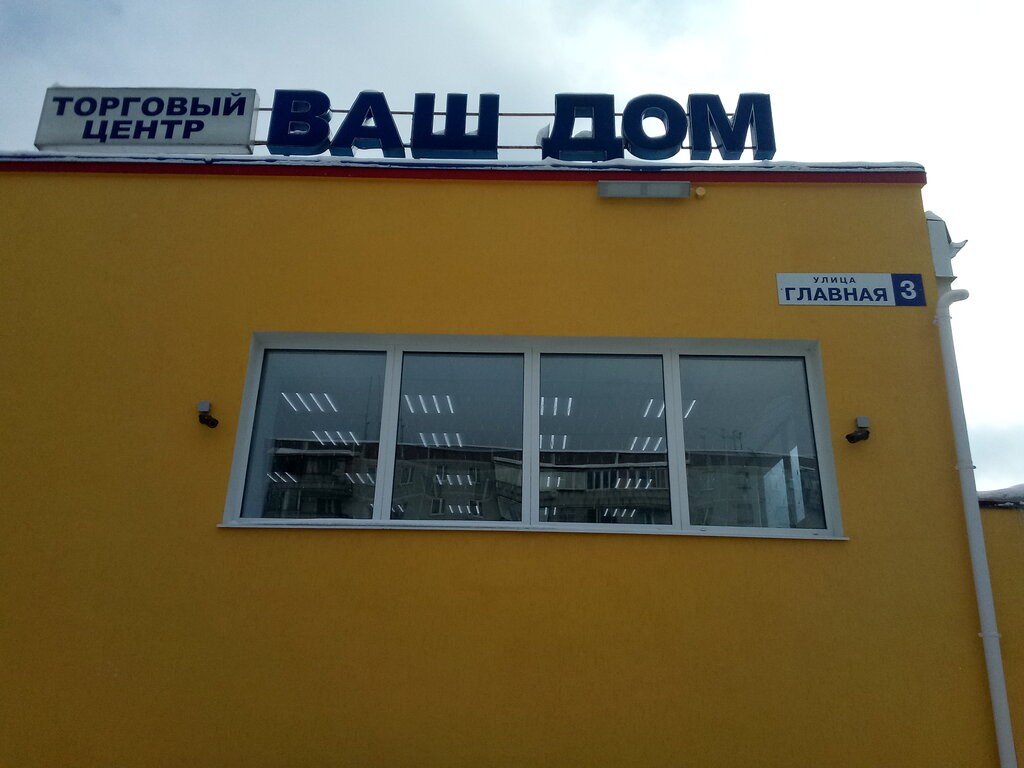 ТОРГОВЫЙ
ЦЕНТР
ВАШ ДОМ
УЛИЦА
ГЛАВНАЯ 3